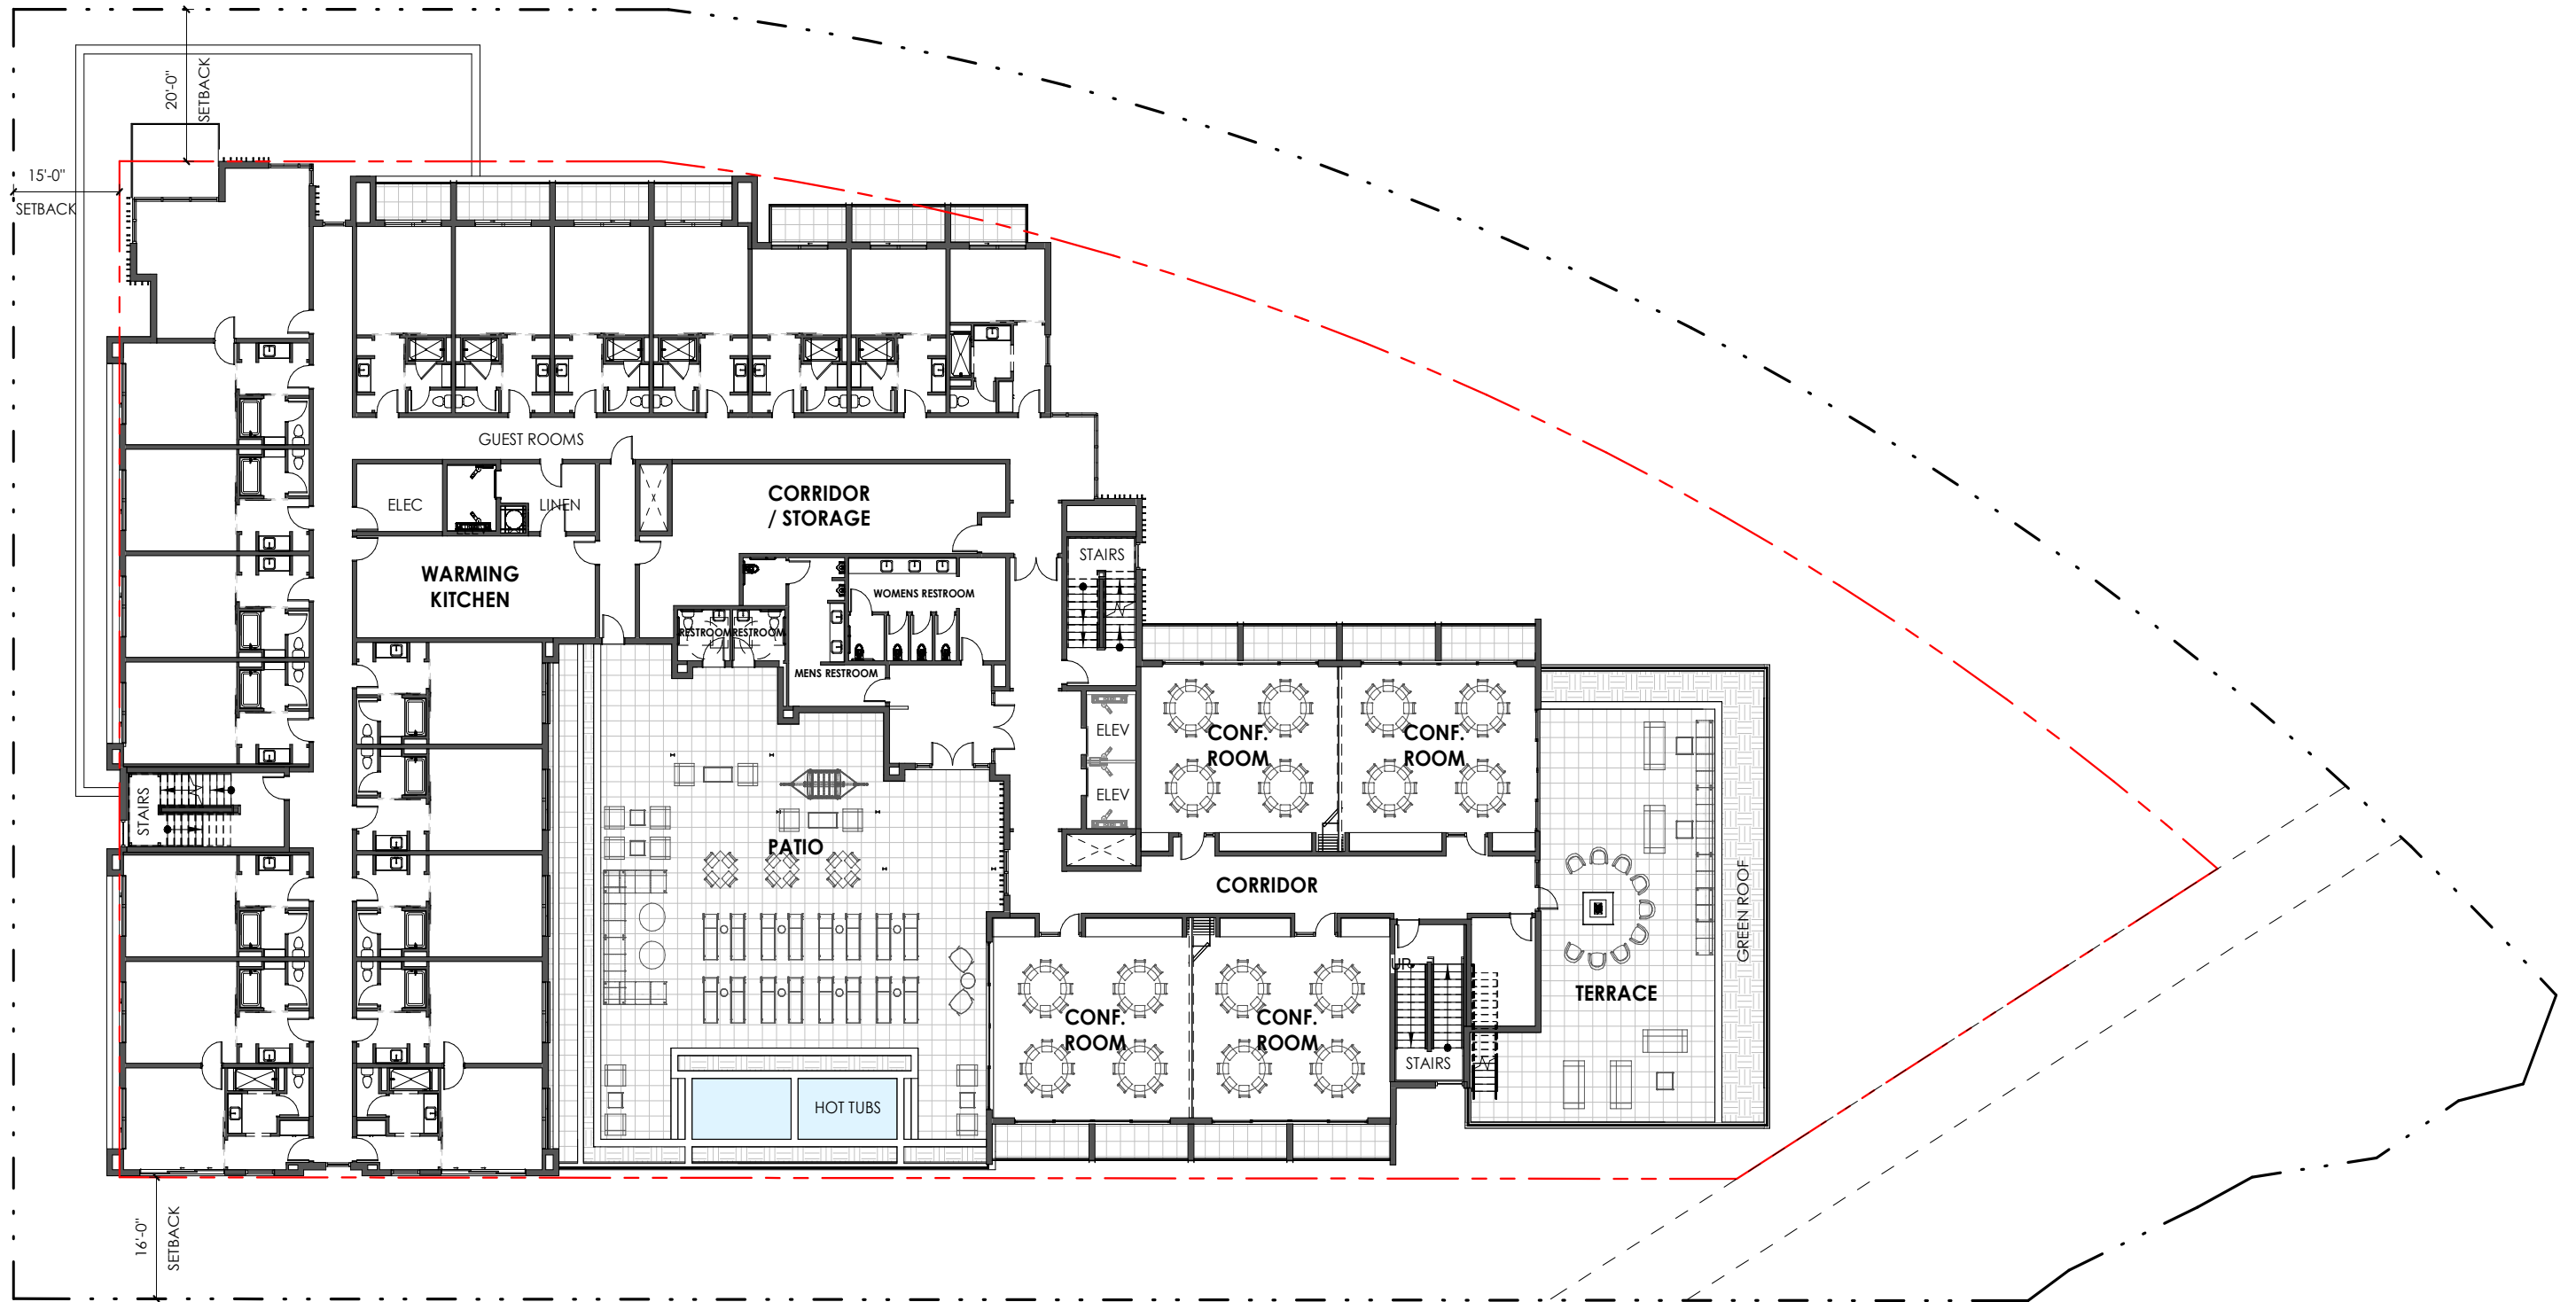 20'-0"
SETBACK
15'-0"
SETBACK
GUEST ROOMS
ELEC
LINEN
CORRIDOR
/ STORAGE
STAIRS
WARMING
KITCHEN
WOMENS RESTROOM
RESTROOM
RESTROOM
MENS RESTROOM
ELEV
ELEV
CONF.
ROOM
CONF.
ROOM
STAIRS
PATIO
CORRIDOR
GREEN ROOF
UR.
TERRACE
CONF.
ROOM
CONF.
ROOM
STAIRS
HOT TUBS
16'-0"
SETBACK